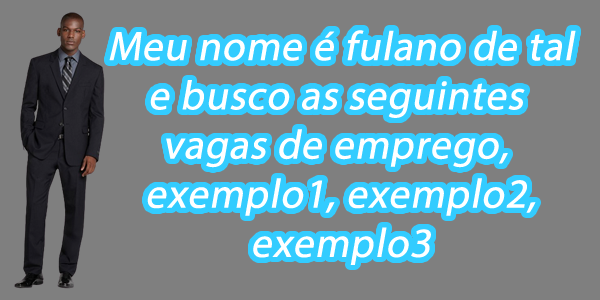 Meu nome é fulano de tal
e busco as seguintes
vagas de emprego,
exemplo1, exemplo2,
exemplo3